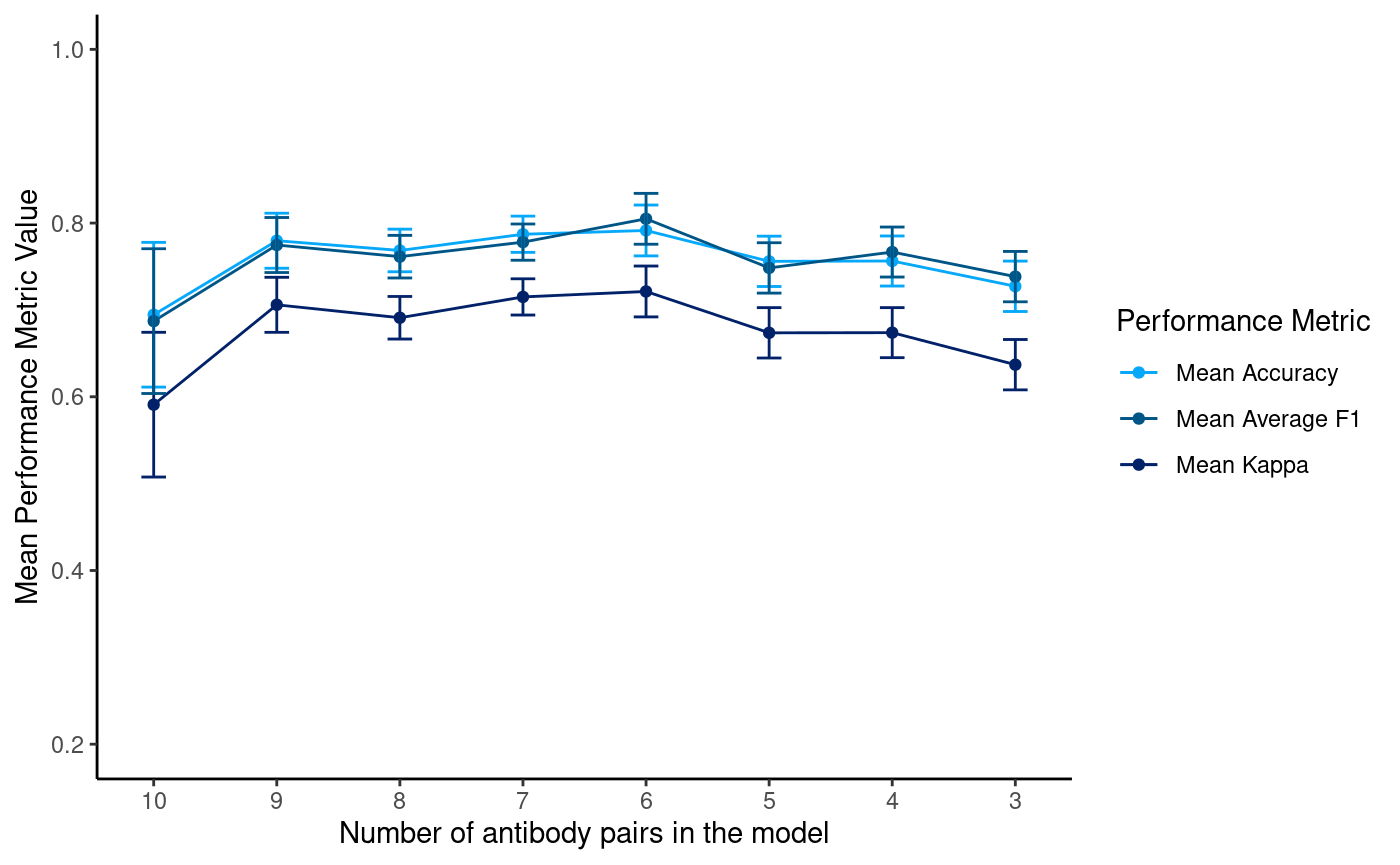 Mean Performance Metric Value
1.0
0.8
0.6
0.4
0.2
10 9 8 7 6 5 4 3
Number of antibody pairs in the model
Performance Metric
Mean Accuracy
Mean Average F1
Mean Kappa